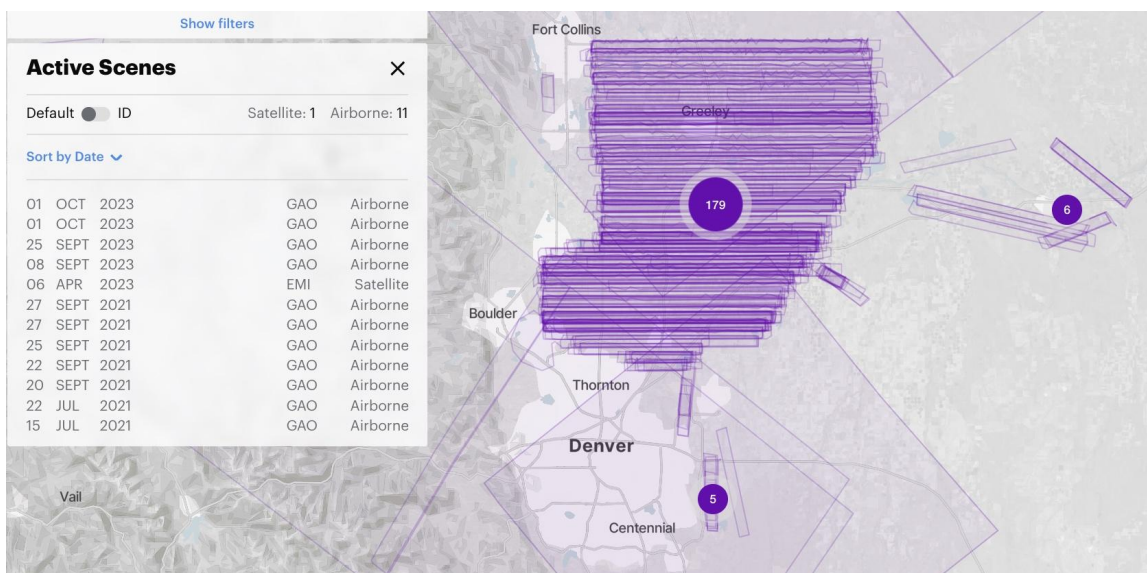 Show filters
Active Scenes
Default ID Satellite: 1 Airborne: 11
Sort by Date
01 OCT 2023 GAO Airborne
01 OCT 2023 GAO Airborne
25 SEPT 2023 GAO Airborne
08 SEPT 2023 GAO Airborne
06 APR 2023 EMI Satellite
27 SEPT 2021 GAO Airborne
27 SEPT 2021 GAO Airborne
25 SEPT 2021 GAO Airborne
22 SEPT 2021 GAO Airborne
20 SEPT 2021 GAO Airborne
22 JUL 2021 GAO Airborne
15 JUL 2021 GAO Airborne
Fort Collins
Greeley
179
6
Boulder
Thornton
Denver
Vail
5
Centennial